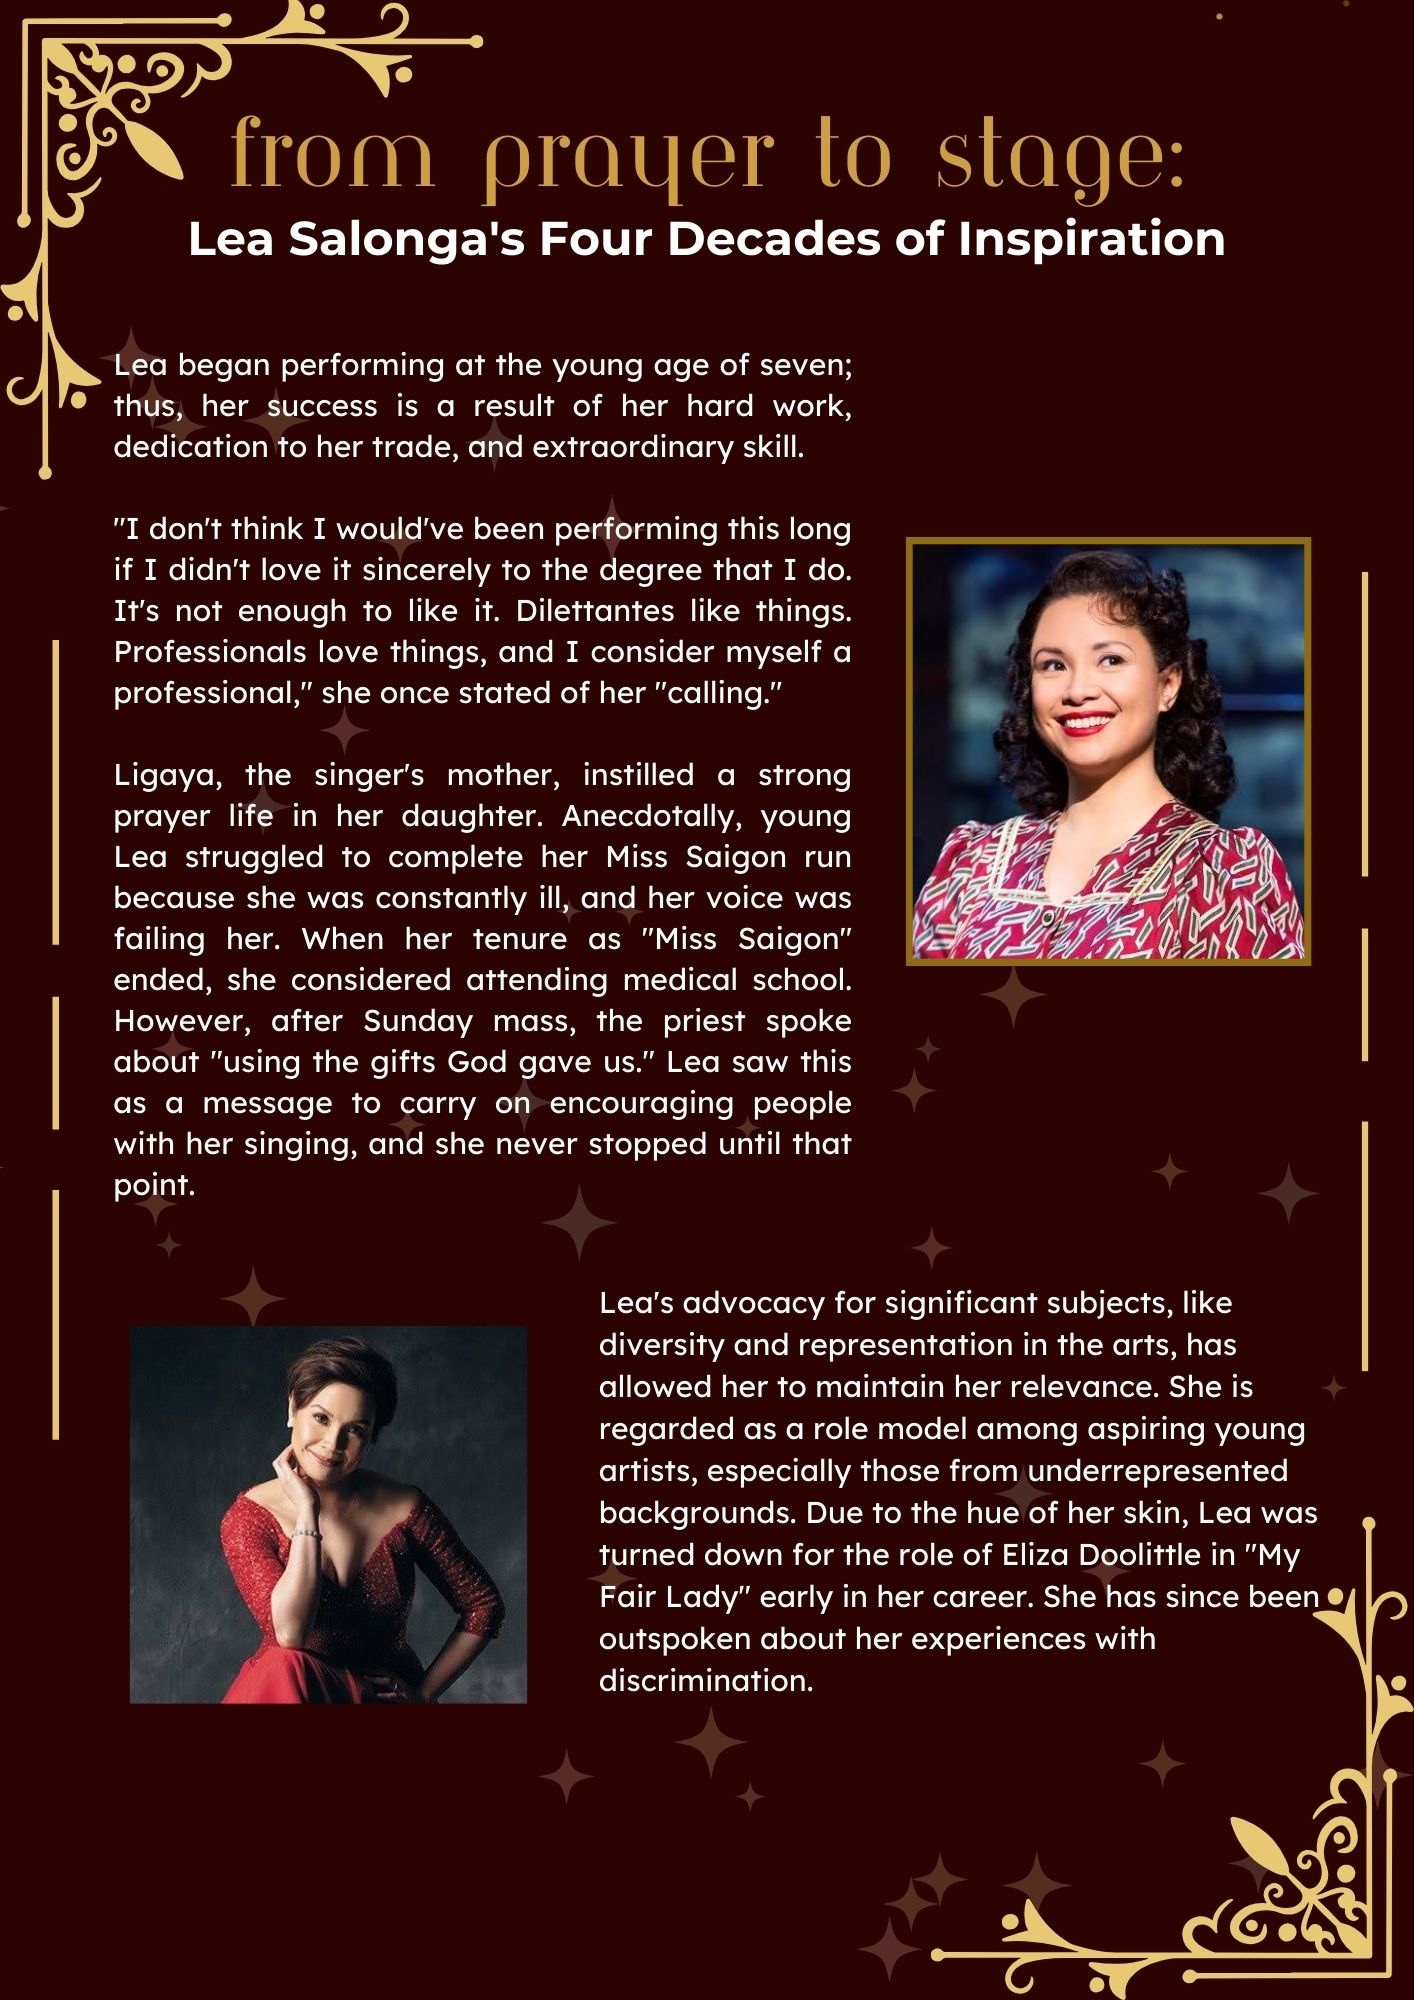 from prayer to stage:
Lea Salonga's Four Decades of Inspiration
Lea began performing at the young age of seven;
thus, her success is a result of her hard work,
dedication to her trade, and extraordinary skill.
"I don't think I would've been performing this long
if I didn't love it sincerely to the degree that I do.
It's not enough to like it. Dilettantes like things.
Professionals love things, and I consider myself a
professional," she once stated of her "calling."
Ligaya, the singer's mother, instilled a strong
prayer life in her daughter. Anecdotally, young
Lea struggled to complete her Miss Saigon run
because she was constantly ill, and her voice was
failing her. When her tenure as "Miss Saigon"
ended, she considered attending medical school.
However, after Sunday mass, the priest spoke
about "using the gifts God gave us." Lea saw this
as a message to carry on encouraging people
with her singing, and she never stopped until that
point.
Lea's advocacy for significant subjects, like
diversity and representation in the arts, has
allowed her to maintain her relevance. She is
regarded as a role model among aspiring young
artists, especially those from underrepresented
backgrounds. Due to the hue of her skin, Lea was
turned down for the role of Eliza Doolittle in "My
Fair Lady" early in her career. She has since been
outspoken about her experiences with
discrimination.